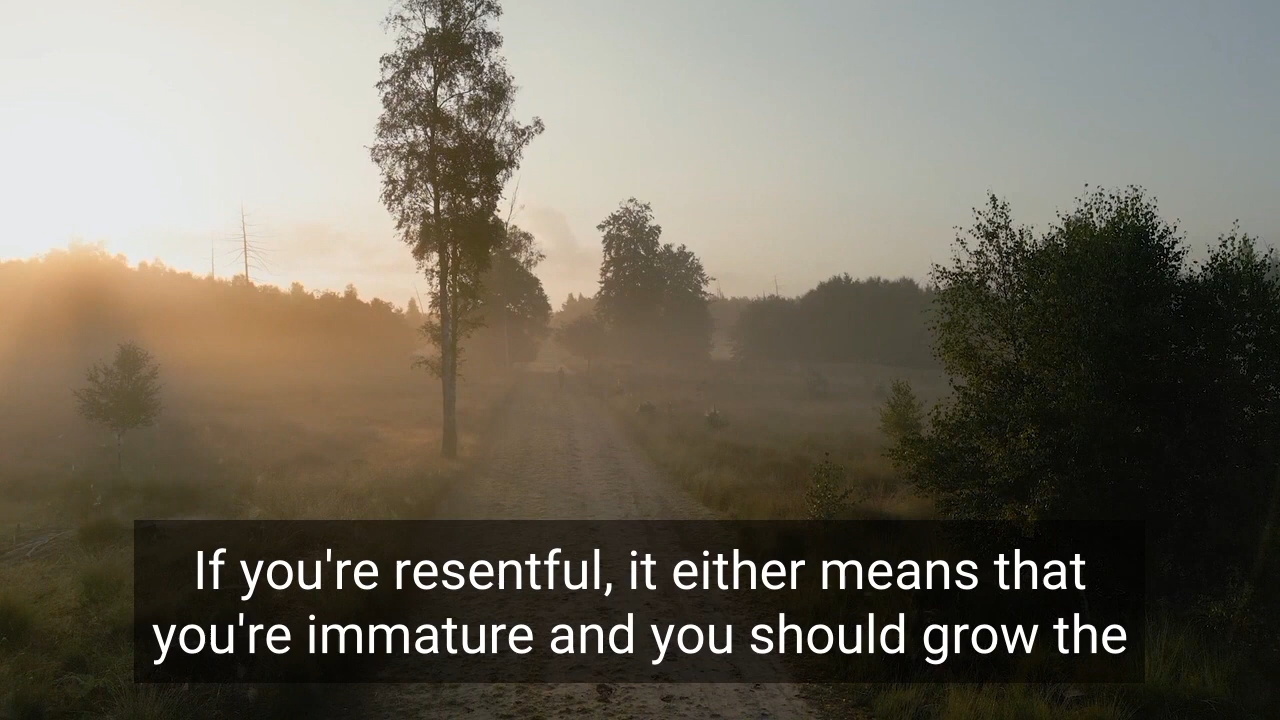 If you're resentful, it either means that
you're immature and you should grow the